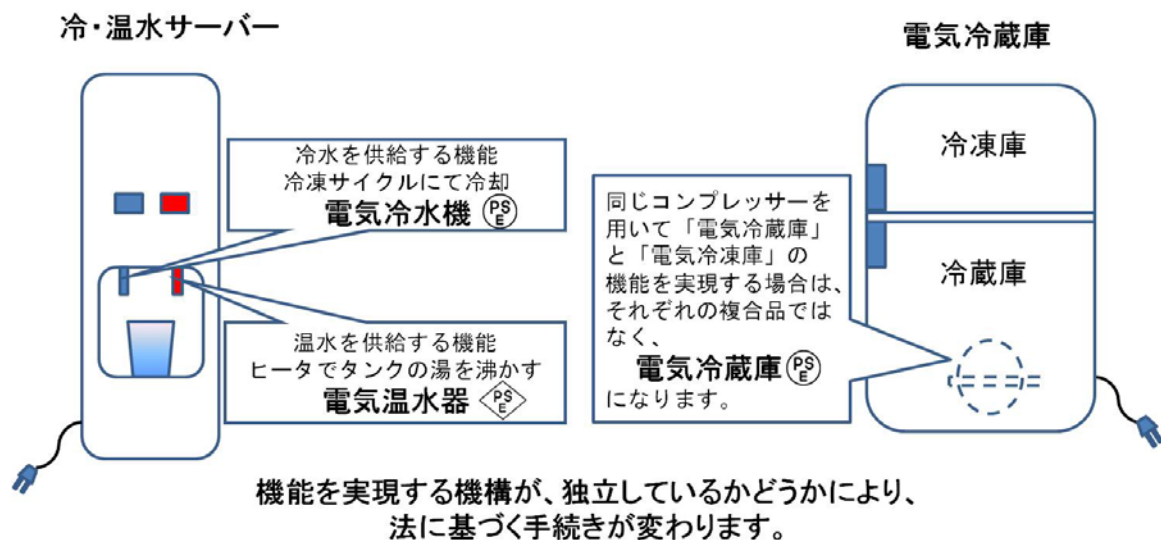 冷・温水サーバー
電気冷蔵庫
冷水を供給する機能
冷凍サイクルにて冷却
電気冷水機 PSE
温水を供給する機能
ヒータでタンクの湯を沸かす
電気温水器 PSE
同じコンプレッサーを
用いて「電気冷蔵庫」
と「電気冷凍庫」の
機能を実現する場合は、
それぞれの複合品では
なく、
電気冷蔵庫 PSE
になります。
冷凍庫
冷蔵庫
機能を実現する機構が、独立しているかどうかにより、
法に基づく手続きが変わります。